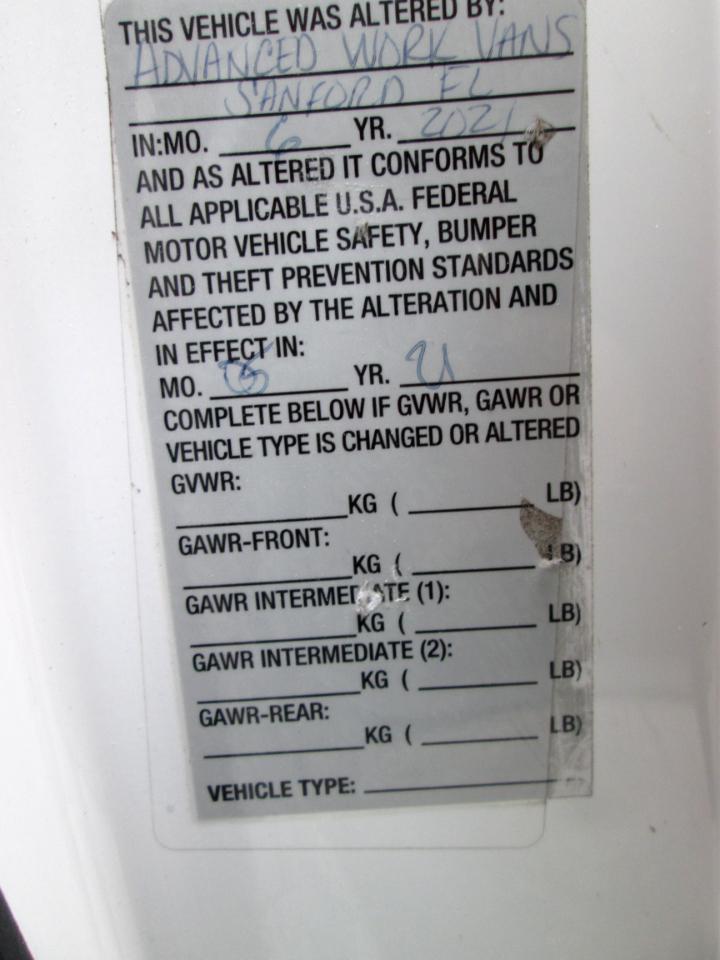 THIS VEHICLE WAS ALTERED BY:
ADVANCED WORK VANS
SANFORD FL
IN:MO. 6 YR. 2021
AND AS ALTERED IT CONFORMS TO
ALL APPLICABLE U.S.A. FEDERAL
MOTOR VEHICLE SAFETY, BUMPER
AND THEFT PREVENTION STANDARDS
AFFECTED BY THE ALTERATION AND
IN EFFECT IN:
MO. YR.
COMPLETE BELOW IF GVWR, GAWR OR
VEHICLE TYPE IS CHANGED OR ALTERED
GVWR:
KG ( LB)
GAWR-FRONT:
KG ( LB)
GAWR INTERMEDIATE (1):
KG ( LB)
GAWR INTERMEDIATE (2):
KG ( LB)
GAWR-REAR:
KG ( LB)
VEHICLE TYPE: